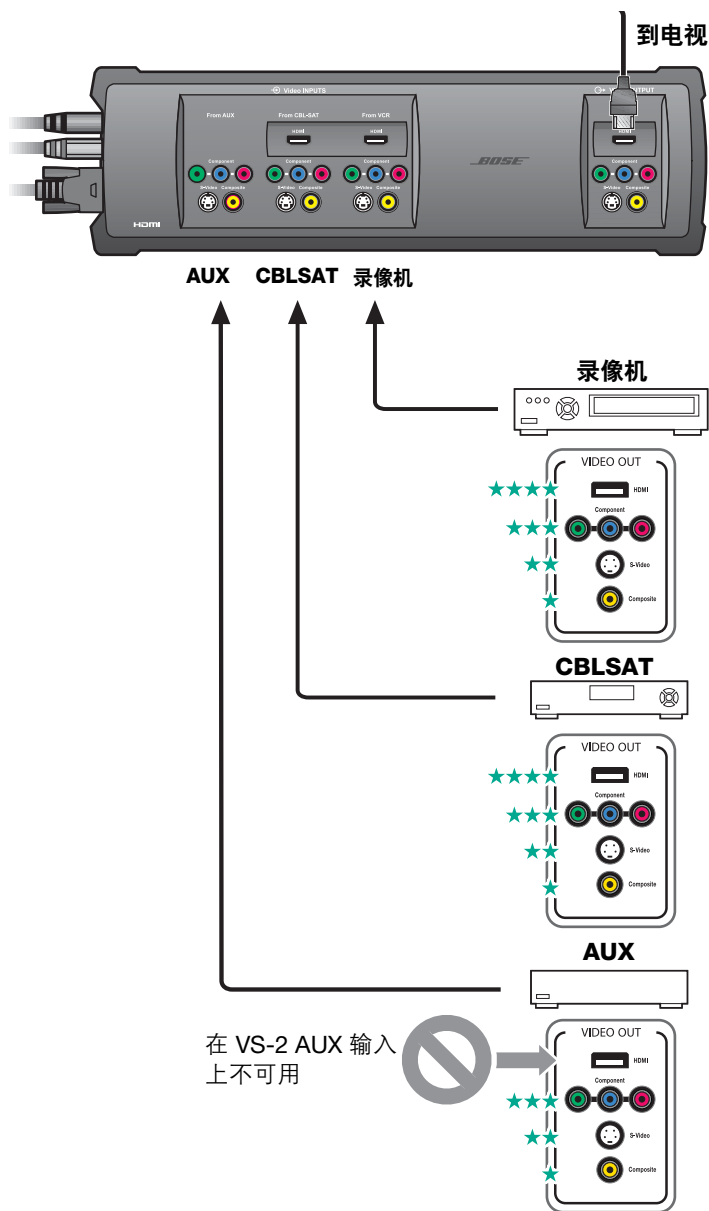 到电视
Video INPUTS
From AUX
From CBL-SAT
From VCR
HDMI
HDMI
HDMI
Component
Component
Component
Component
S-Video Composite
S-Video Composite
S-Video Composite
S-Video Composite
BOSE
HDMI
AUX
CBLSAT
录像机
录像机
VIDEO OUT
★★★★
HDMI
Component
★★★
★★
S-Video
★
Composite
CBLSAT
VIDEO OUT
★★★★
HDMI
Component
★★★
★★
S-Video
★
Composite
AUX
在 VS-2 AUX 输入
上不可用
VIDEO OUT
HDMI
Component
★★★
★★
S-Video
★
Composite